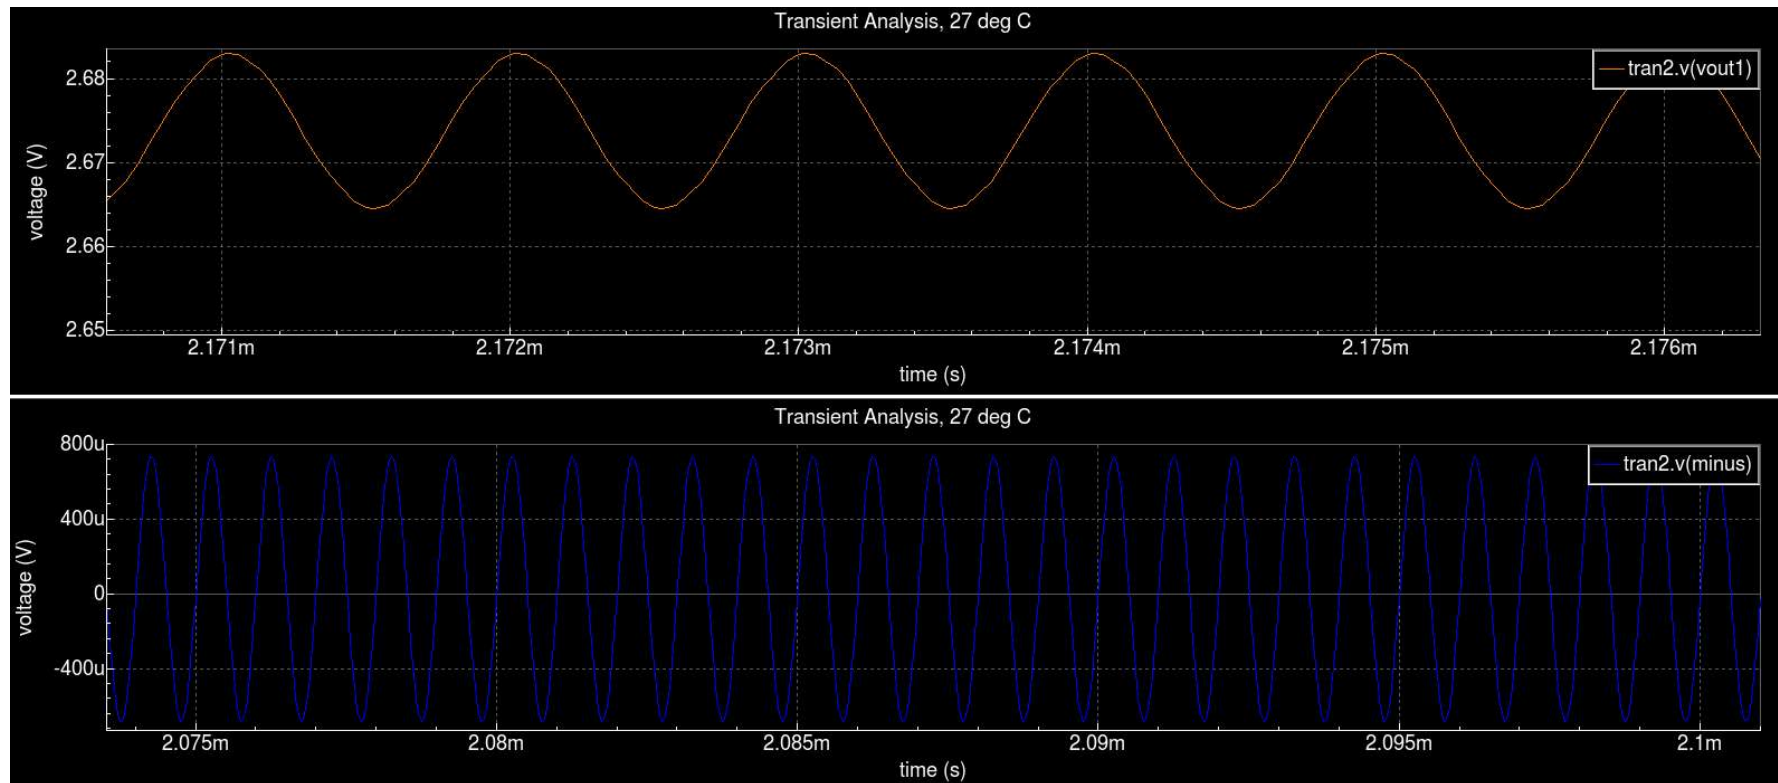 Transient Analysis, 27 deg C
tran2.v(vout1)
voltage (V)
2.68
2.67
2.66
2.65
2.171m 2.172m 2.173m 2.174m 2.175m 2.176m
time (s)
Transient Analysis, 27 deg C
tran2.v(minus)
voltage (V)
800u
400u
0
-400u
2.075m 2.08m 2.085m 2.09m 2.095m 2.1m
time (s)